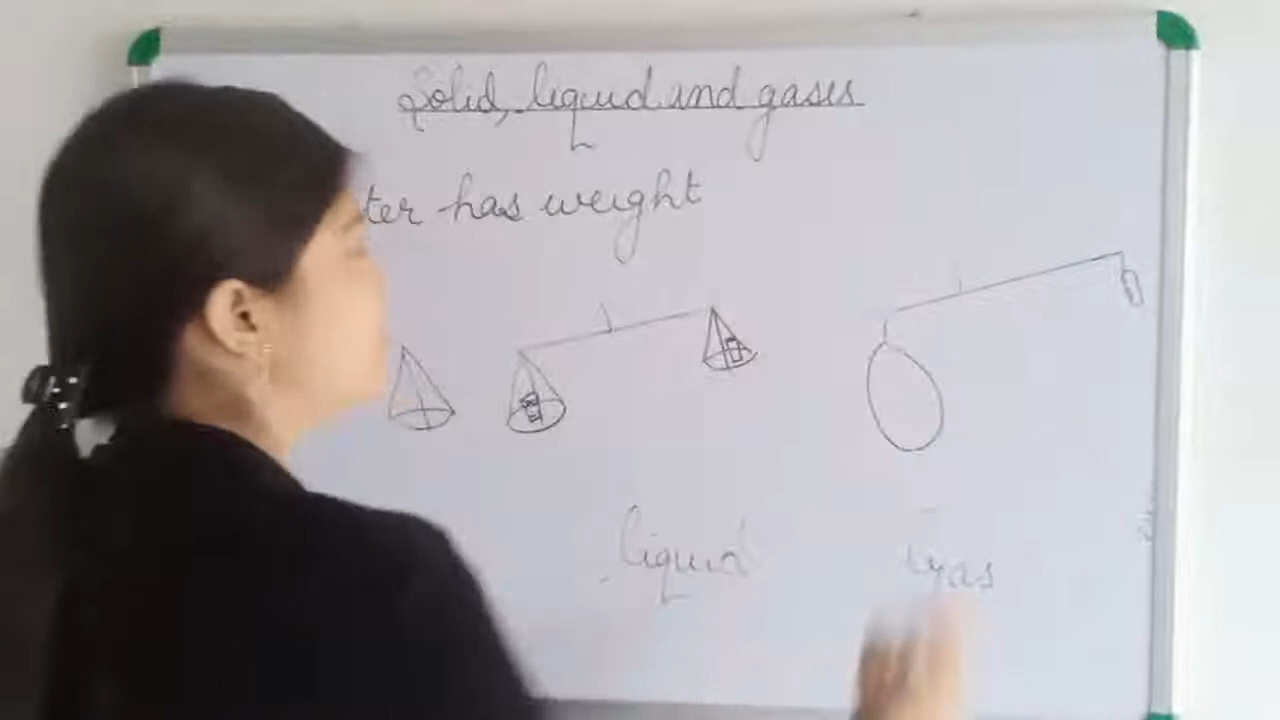 Solid, liquid and gases
ter has weight
liquid
Gas